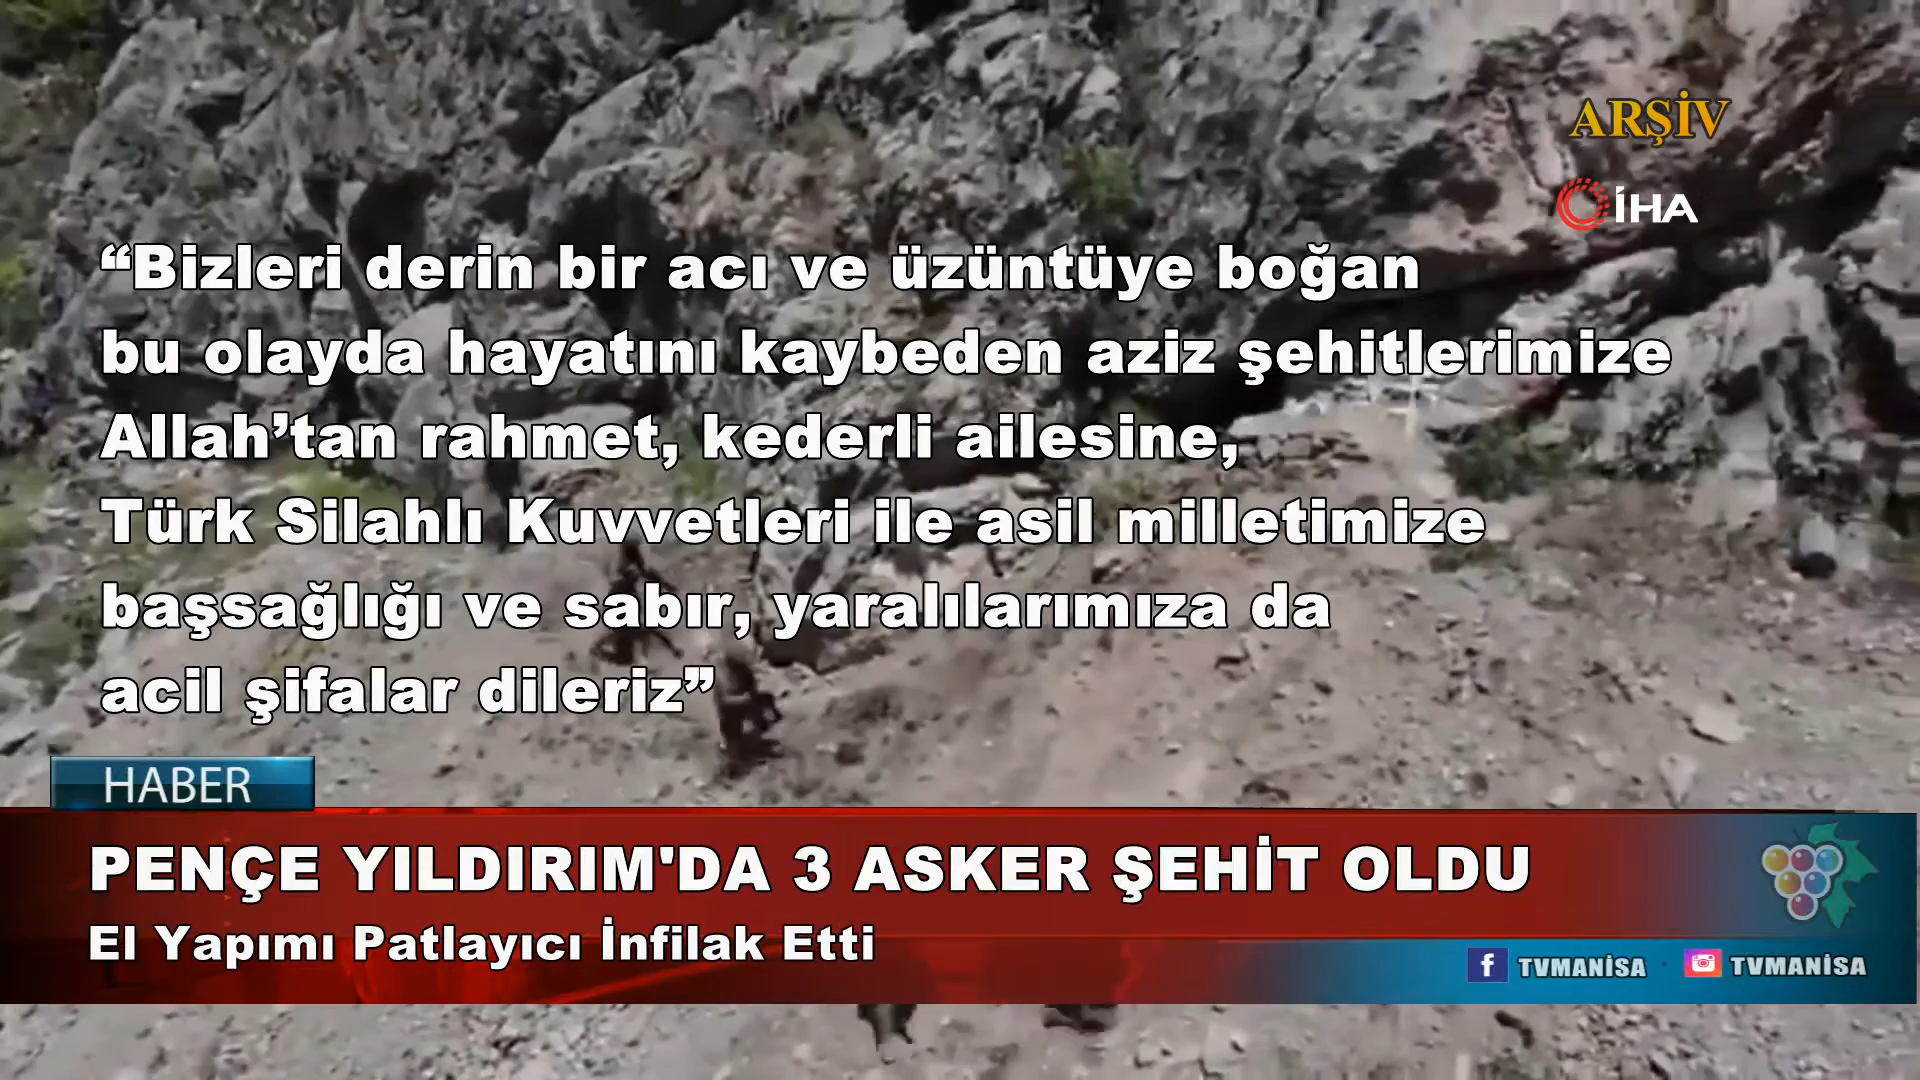 ARŞİV
İHA
“Bizleri derin bir acı ve üzüntüye boğan
bu olayda hayatını kaybeden aziz şehitlerimize
Allah’tan rahmet, kederli ailesine,
Türk Silahlı Kuvvetleri ile asil milletimize
başsağlığı ve sabır, yaralılarımıza da
acil şifalar dileriz”
HABER
PENÇE YILDIRIM'DA 3 ASKER ŞEHİT OLDU
El Yapımı Patlayıcı İnfilak Etti
f TVMANİSA TVMANİSA